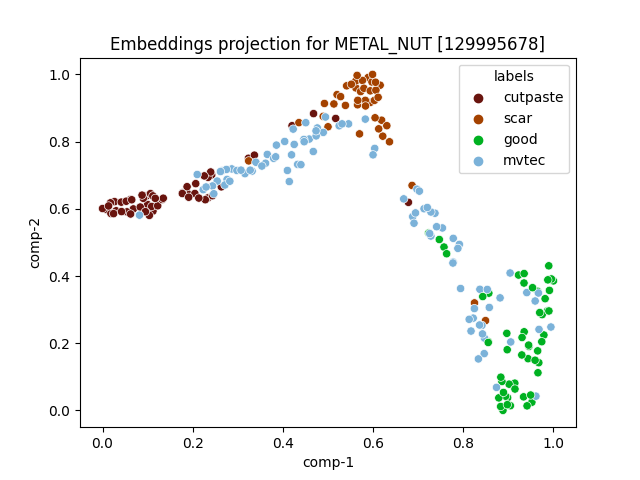 Embeddings projection for METAL_NUT [129995678]
labels
cutpaste
scar
good
mvtec
comp-2
1.0
0.8
0.6
0.4
0.2
0.0
0.0 0.2 0.4 0.6 0.8 1.0
comp-1